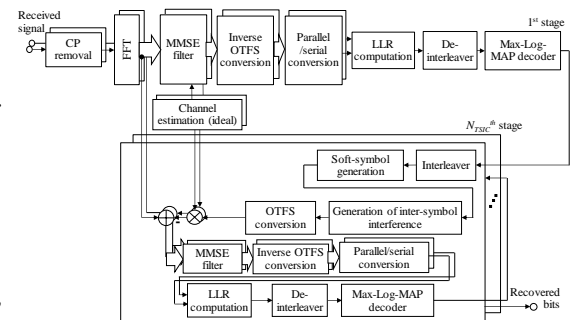 Received
signal
1st stage
CP
removal
FFT
MMSE
filter
Inverse
OTFS
conversion
Parallel
/serial
conversion
LLR
computation
De-
interleaver
Max-Log-
MAP decoder
Channel
estimation (ideal)
NTSICth stage
Soft-symbol
generation
Interleaver
OTFS
conversion
Generation of inter-symbol
interference
-
MMSE
filter
Inverse OTFS
conversion
Parallel/serial
conversion
LLR
computation
De-
interleaver
Max-Log-MAP
decoder
Recovered
bits